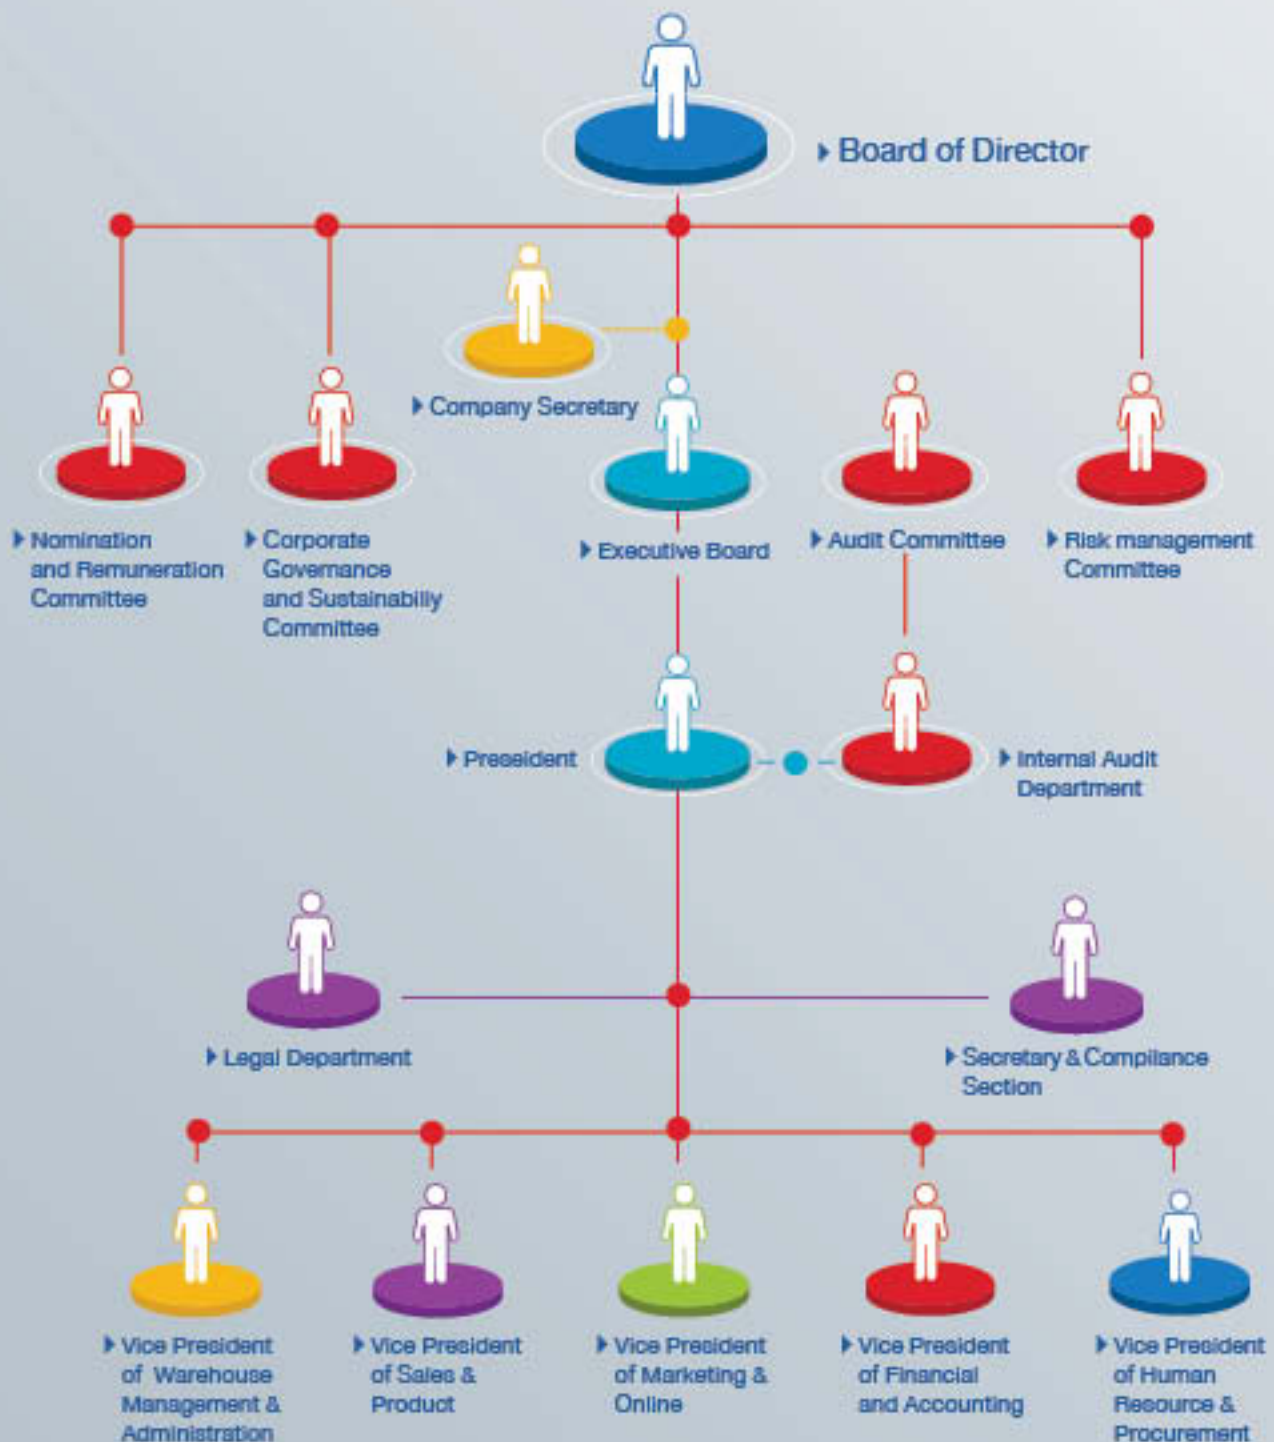 Board of Director
Company Secretary
Nomination
and Remuneration
Committee
Corporate
Governance
and Sustainabiliy
Committee
Executive Board
Audit Committee
Risk management
Committee
Preseident
Internal Audit
Department
Legal Department
Secretary & Compliance
Section
Vice President
of Warehouse
Management &
Administration
Vice President
of Sales &
Product
Vice President
of Marketing &
Online
Vice President
of Financial
and Accounting
Vice President
of Human
Resource &
Procurement